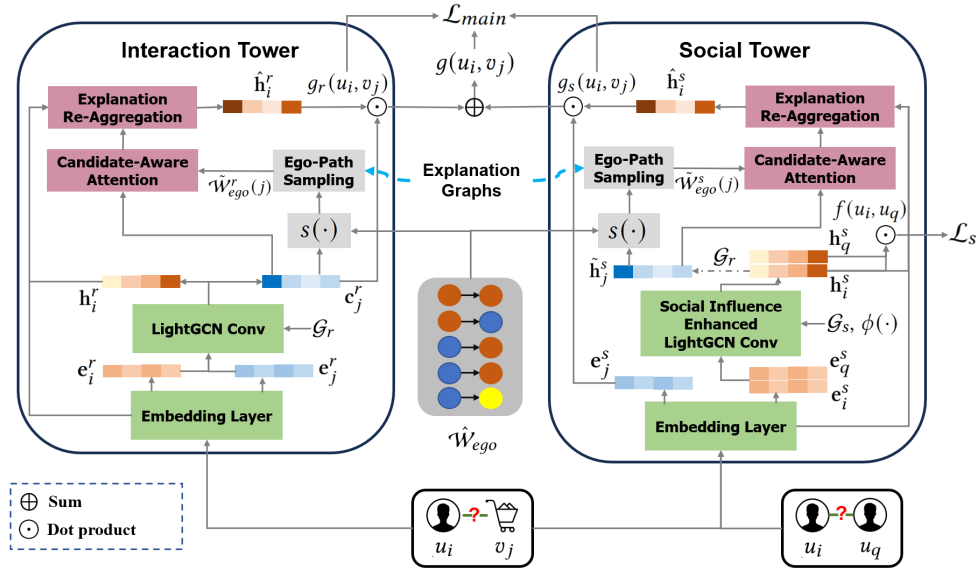 ℒ_main
Interaction Tower
Social Tower
g(u_i, v_j)
ĥ_i^r
g_r(u_i, v_j)
g_s(u_i, v_j)
ĥ_i^s
Explanation
Re-Aggregation
Explanation
Re-Aggregation
Candidate-Aware
Attention
W̃_ego^r(j)
Ego-Path
Sampling
Explanation
Graphs
Ego-Path
Sampling
W̃_ego^s(j)
Candidate-Aware
Attention
s(·)
s(·)
f(u_i, u_q)
ℒ_s
h_q^s
𝒢_r
h_i^r
c_j^r
h̃_j^s
h_i^s
LightGCN Conv
𝒢_r
Social Influence
Enhanced
LightGCN Conv
𝒢_s, ϕ(·)
e_i^r
e_j^r
e_j^s
e_q^s
e_i^s
Embedding Layer
Ŵ_ego
Embedding Layer
Sum
Dot product
?
u_i
v_j
?
u_i
u_q